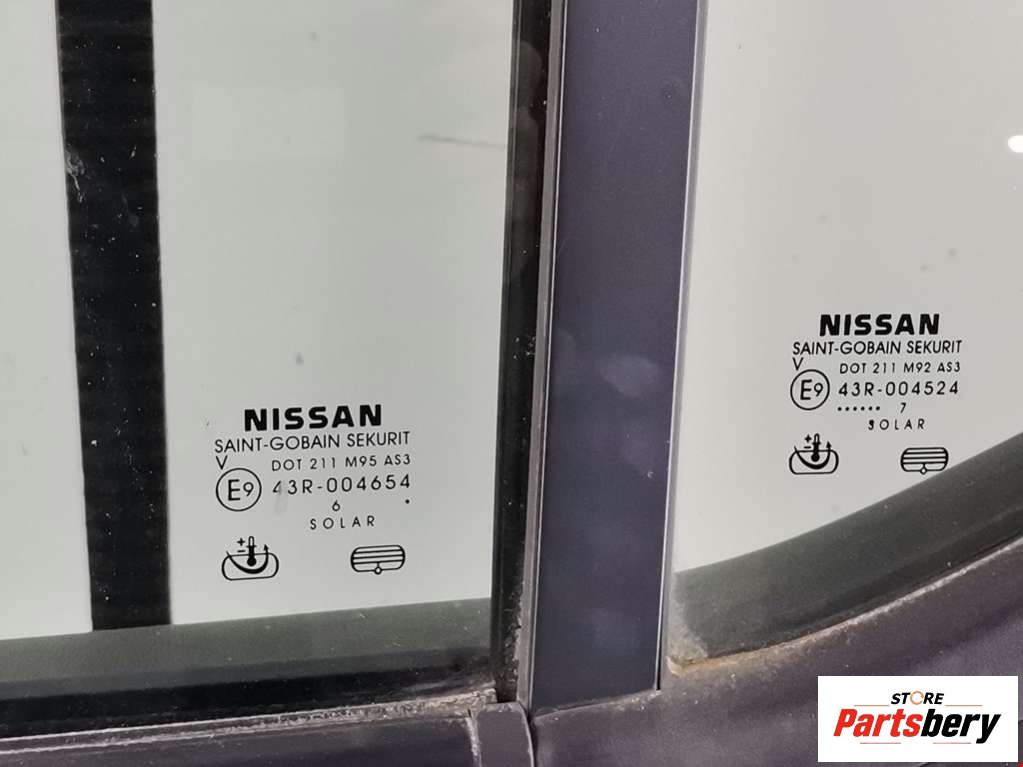 NISSAN
SAINT-GOBAIN SEKURIT
V
DOT 211 M95 AS3
E9 43R-004654
6 .
SOLAR
NISSAN
SAINT-GOBAIN SEKURIT
V
DOT 211 M92 AS3
E9 43R-004524
...... 7
SOLAR
STORE
Partsbery